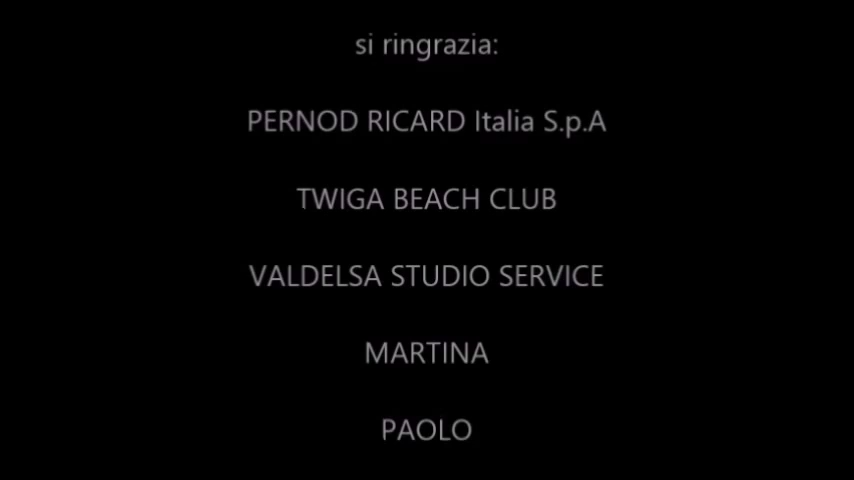 si ringrazia:
PERNOD RICARD Italia S.p.A
TWIGA BEACH CLUB
VALDELSA STUDIO SERVICE
MARTINA
PAOLO